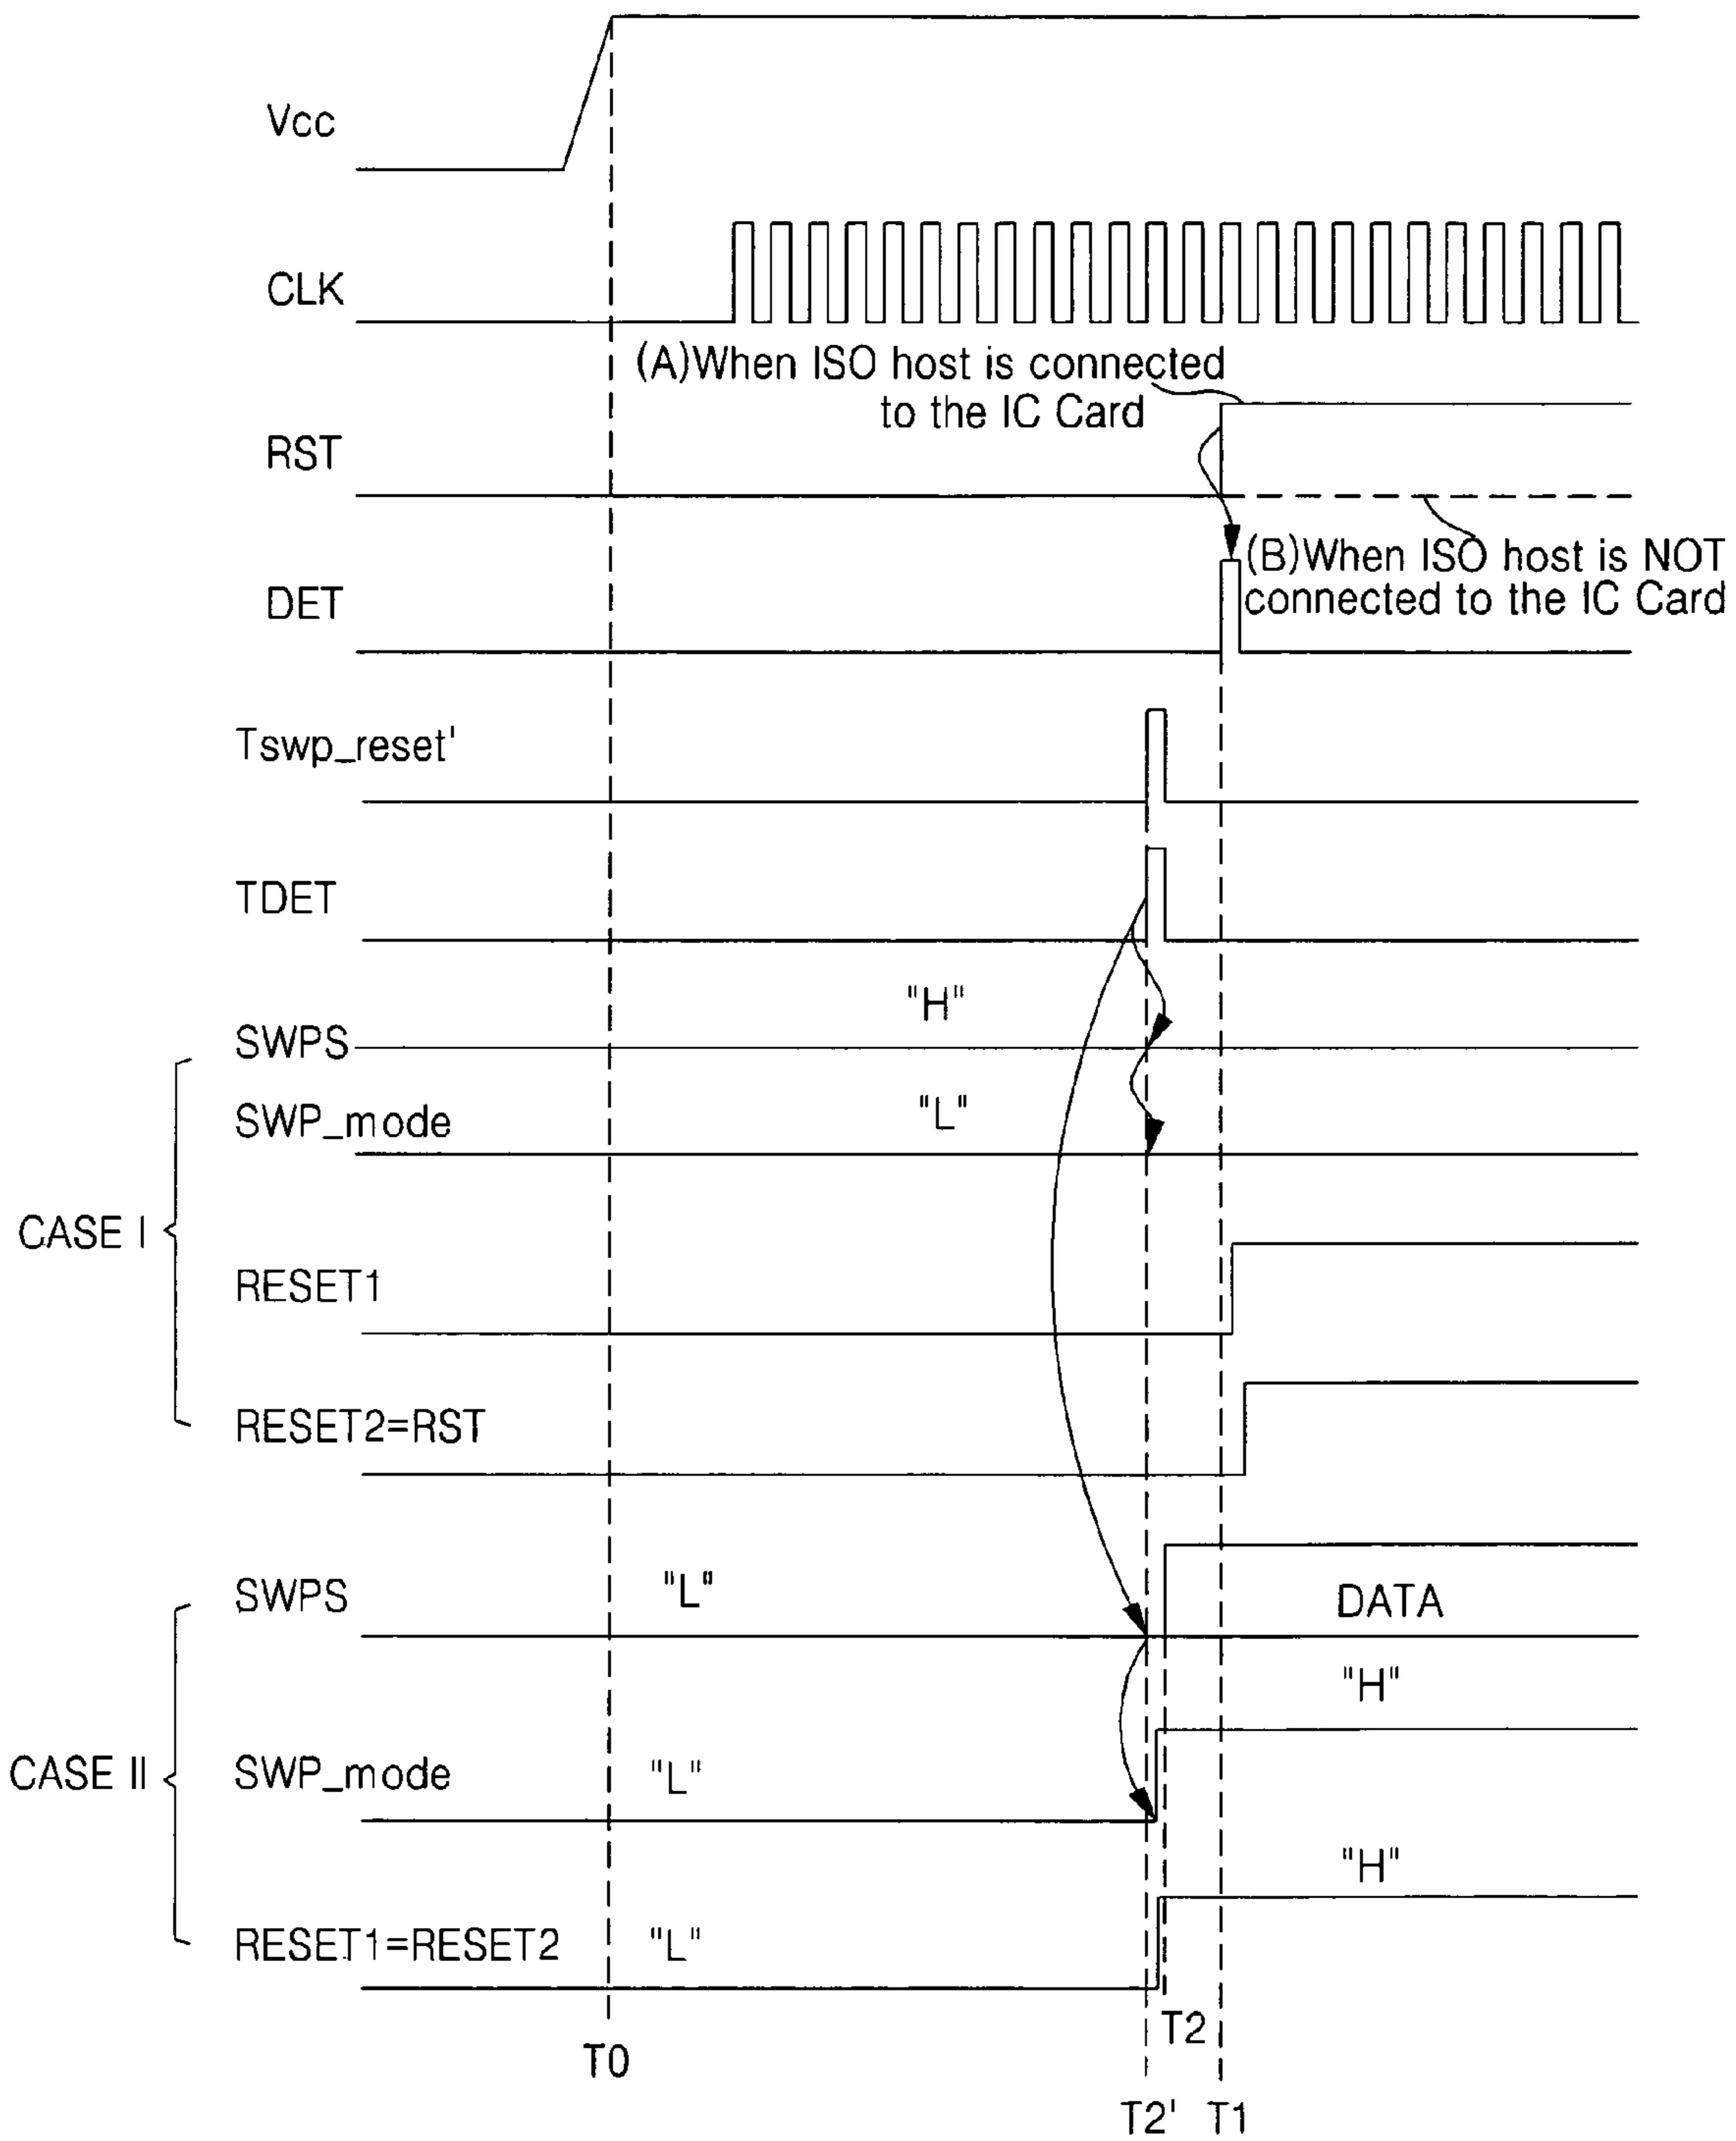 Vcc
CLK
(A)When ISO host is connected
to the IC Card
RST
(B)When ISO host is NOT
connected to the IC Card
DET
Tswp_reset'
TDET
"H"
SWPS
SWP_mode
"L"
CASE I
RESET1
RESET2=RST
SWPS
"L"
DATA
"H"
CASE II
SWP_mode
"L"
"H"
RESET1=RESET2
"L"
T2
T0
T2'
T1